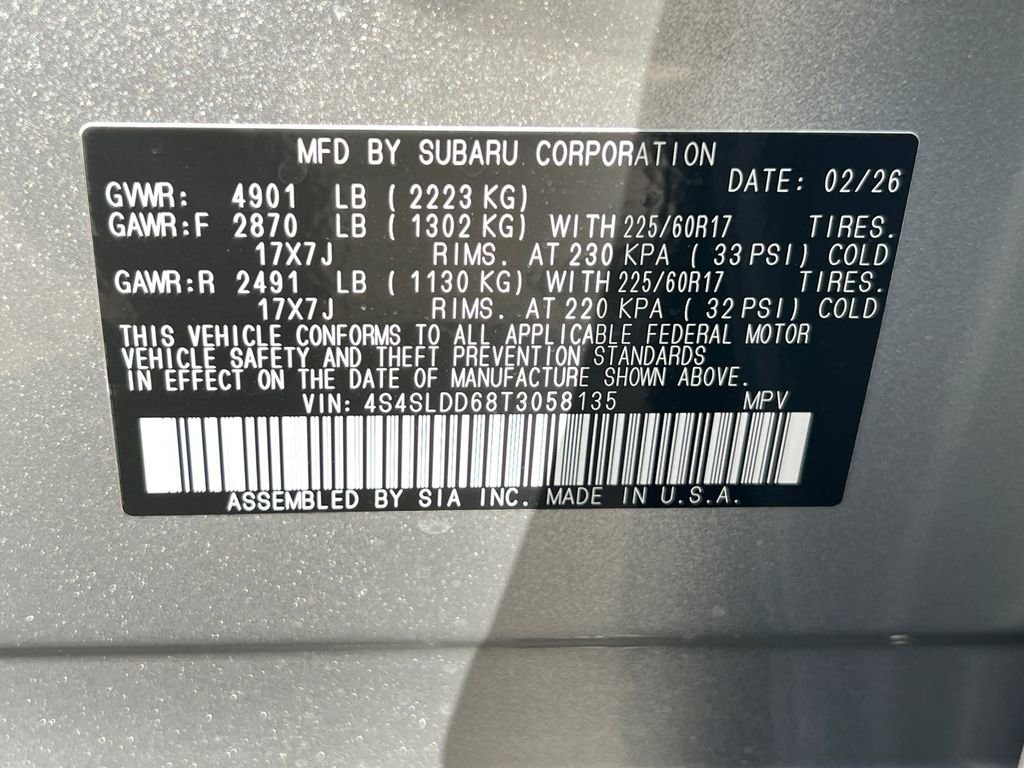 MFD BY SUBARU CORPORATION
DATE: 02/26
GVWR: 4901 LB ( 2223 KG)
GAWR:F 2870 LB ( 1302 KG) WITH 225/60R17 TIRES.
17X7J RIMS. AT 230 KPA ( 33 PSI) COLD
GAWR:R 2491 LB ( 1130 KG) WITH 225/60R17 TIRES.
17X7J RIMS. AT 220 KPA ( 32 PSI) COLD
THIS VEHICLE CONFORMS TO ALL APPLICABLE FEDERAL MOTOR
VEHICLE SAFETY AND THEFT PREVENTION STANDARDS
IN EFFECT ON THE DATE OF MANUFACTURE SHOWN ABOVE.
VIN: 4S4SLDD68T3058135 MPV
ASSEMBLED BY SIA INC. MADE IN U.S.A.